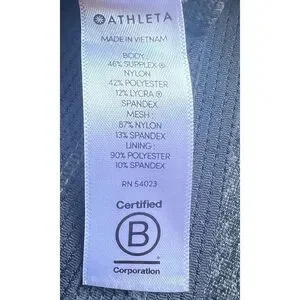 ATHLETA
MADE IN VIETNAM
BODY :
46% SUPPLEX ®
NYLON
42% POLYESTER
12% LYCRA ®
SPANDEX
MESH :
87% NYLON
13% SPANDEX
LINING :
90% POLYESTER
10% SPANDEX
RN 54023
Certified
B
Corporation